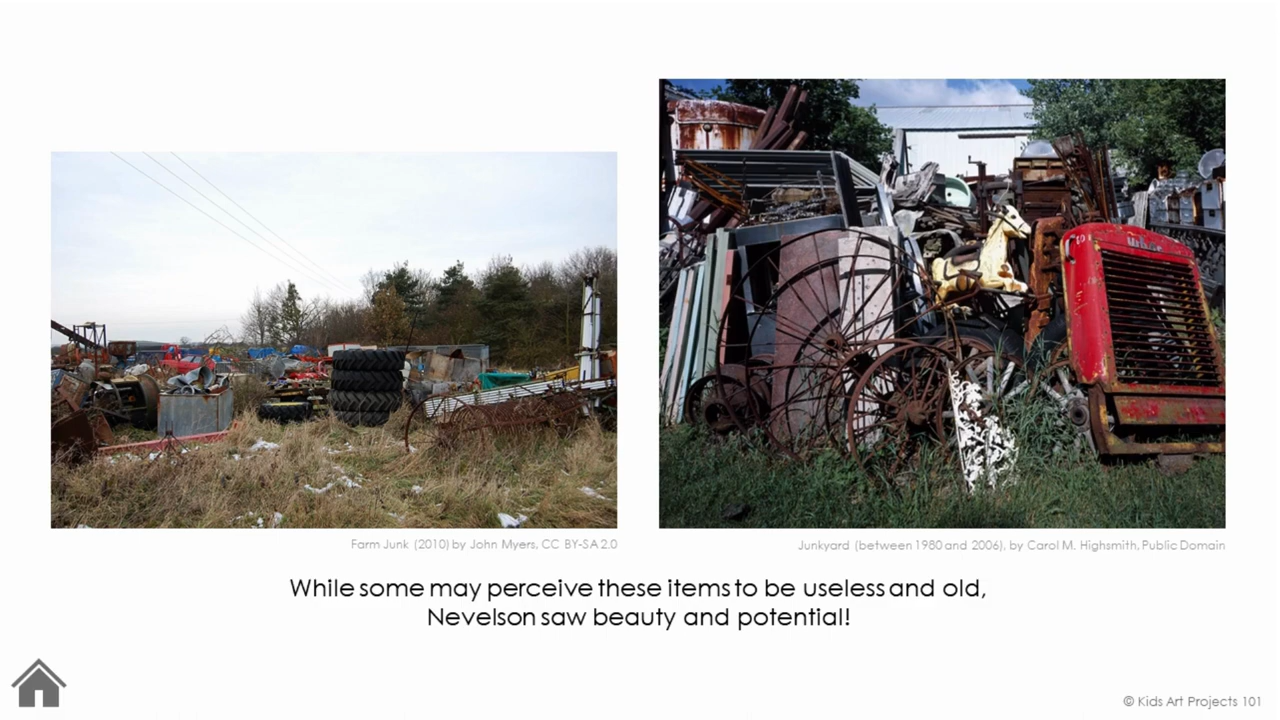 Farm Junk (2010) by John Myers, CC BY-SA 2.0
Junkyard (between 1980 and 2006), by Carol M. Highsmith, Public Domain
While some may perceive these items to be useless and old,
Nevelson saw beauty and potential!
© Kids Art Projects 101